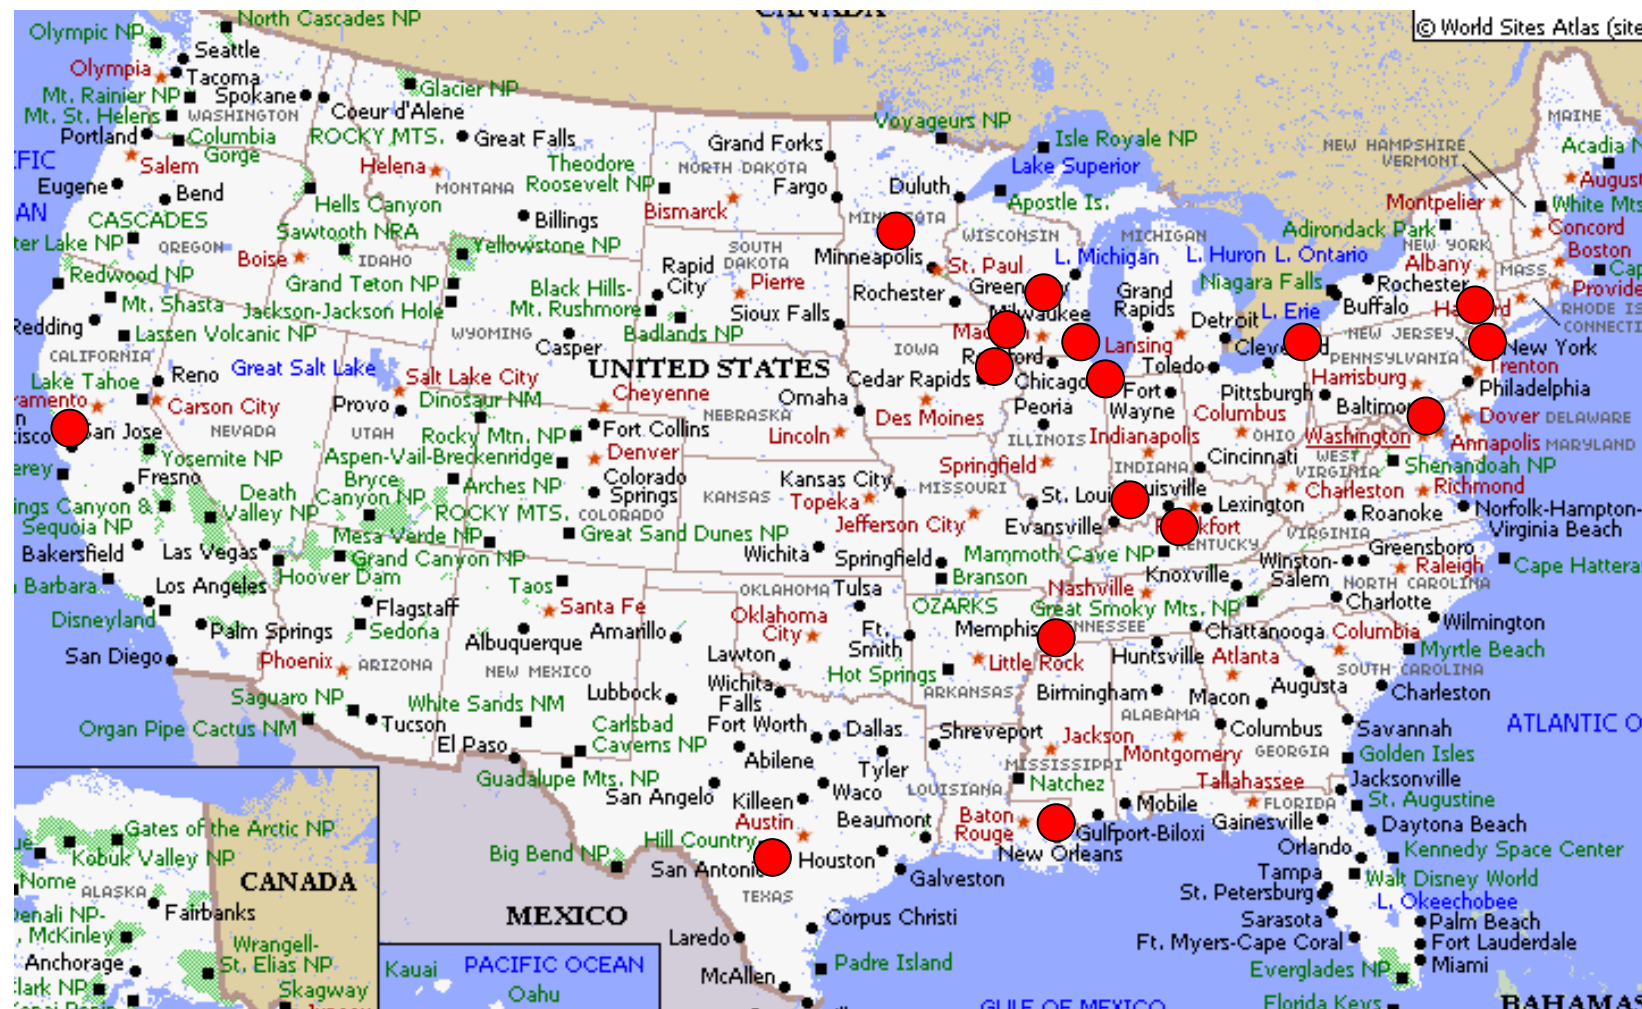 CANADA
© World Sites Atlas (site
North Cascades NP
Olympic NP
Seattle
Olympia
Tacoma
Mt. Rainier NP
Spokane
Coeur d'Alene
Glacier NP
Mt. St. Helens
WASHINGTON
Portland
Columbia
Gorge
ROCKY MTS.
Great Falls
Salem
Helena
MONTANA
Theodore
Roosevelt NP
Grand Forks
NORTH DAKOTA
Fargo
Voyageurs NP
Isle Royale NP
Lake Superior
Duluth
Apostle Is.
MAINE
NEW HAMPSHIRE
VERMONT
Acadia N
August
Montpelier
White Mts
Adirondack Park
Concord
NEW YORK
Boston
Albany
MASS.
Cap
Provide
RHODE IS
CONNECTI
IFIC
AN
Eugene
Bend
CASCADES
ter Lake NP
OREGON
Hells Canyon
Sawtooth NRA
Boise
IDAHO
Billings
Yellowstone NP
Bismarck
SOUTH
DAKOTA
Rapid
City
Pierre
Minneapolis
St. Paul
WISCONSIN
MICHIGAN
L. Michigan
L. Huron
L. Ontario
Niagara Falls
Rochester
Buffalo
L. Erie
Redwood NP
Mt. Shasta
Redding
Lassen Volcanic NP
Grand Teton NP
Jackson-Jackson Hole
Black Hills-
Mt. Rushmore
Badlands NP
Sioux Falls
Rochester
Grand
Rapids
Detroit
Lansing
Milwaukee
WYOMING
Casper
UNITED STATES
IOWA
Cedar Rapids
Chicago
Toledo
NEW JERSEY
PENNSYLVANIA
New York
Trenton
Harrisburg
Philadelphia
Pittsburgh
CALIFORNIA
Lake Tahoe
Reno
Great Salt Lake
Salt Lake City
Provo
Dinosaur NM
Cheyenne
Omaha
NEBRASKA
Lincoln
Des Moines
Peoria
Fort
Wayne
Columbus
OHIO
Washington
Dover
DELAWARE
Annapolis
MARYLAND
ramento
Carson City
San Jose
NEVADA
UTAH
Rocky Mtn. NP
Fort Collins
Aspen-Vail-Breckenridge
Denver
ILLINOIS
Indianapolis
INDIANA
Cincinnati
WEST
VIRGINIA
Shenandoah NP
Springfield
erey
Yosemite NP
Fresno
Death
Valley NP
Bryce
Canyon NP
Arches NP
Colorado
Springs
Kansas City
KANSAS
Topeka
MISSOURI
Jefferson City
Lexington
Charleston
Richmond
Roanoke
Norfolk-Hampton-
Virginia Beach
ings Canyon &
Sequoia NP
ROCKY MTS.
COLORADO
Mesa Verde NP
Great Sand Dunes NP
Evansville
Mammoth Cave NP
KENTUCKY
VIRGINIA
Bakersfield
Las Vegas
Grand Canyon NP
Hoover Dam
Wichita
Springfield
Branson
Winston-
Salem
Greensboro
Raleigh
Cape Hattera
Barbara
Los Angeles
Taos
OKLAHOMA
Tulsa
Nashville
Knoxville
NORTH CAROLINA
Disneyland
Flagstaff
Sedona
Santa Fe
Oklahoma
City
OZARKS
Great Smoky Mts. NP
Charlotte
Wilmington
Palm Springs
Albuquerque
Amarillo
Ft.
Smith
Memphis
Chattanooga
Columbia
Myrtle Beach
San Diego
Phoenix
ARIZONA
NEW MEXICO
Lawton
Hot Springs
Little Rock
Huntsville
Atlanta
SOUTH CAROLINA
Saguaro NP
White Sands NM
Lubbock
Wichita
Falls
ARKANSAS
Birmingham
Macon
Augusta
Charleston
Organ Pipe Cactus NM
Tucson
El Paso
Carlsbad
Caverns NP
Fort Worth
Dallas
Abilene
Shreveport
Jackson
ALABAMA
Montgomery
Columbus
GEORGIA
Savannah
Golden Isles
ATLANTIC O
Guadalupe Mts. NP
San Angelo
Tyler
Waco
LOUISIANA
MISSISSIPPI
Natchez
Tallahassee
Jacksonville
Killeen
Austin
Beaumont
Baton
Rouge
Mobile
FLORIDA
St. Augustine
Gainesville
Daytona Beach
Big Bend NP
Hill Country
San Antonio
Houston
Gulfport-Biloxi
New Orleans
Orlando
Kennedy Space Center
Galveston
TEXAS
Tampa
Walt Disney World
St. Petersburg
L. Okeechobee
Gates of the Arctic NP
Kobuk Valley NP
Nome
ALASKA
Fairbanks
CANADA
MEXICO
Corpus Christi
Sarasota
Palm Beach
Denali NP-
McKinley
Laredo
Ft. Myers-Cape Coral
Fort Lauderdale
Wrangell-
St. Elias NP
Anchorage
Kauai
PACIFIC OCEAN
Padre Island
Everglades NP
Miami
lark NP
Skagway
Oahu
McAllen
GULF OF MEXICO
Florida Keys
BAHAMAS